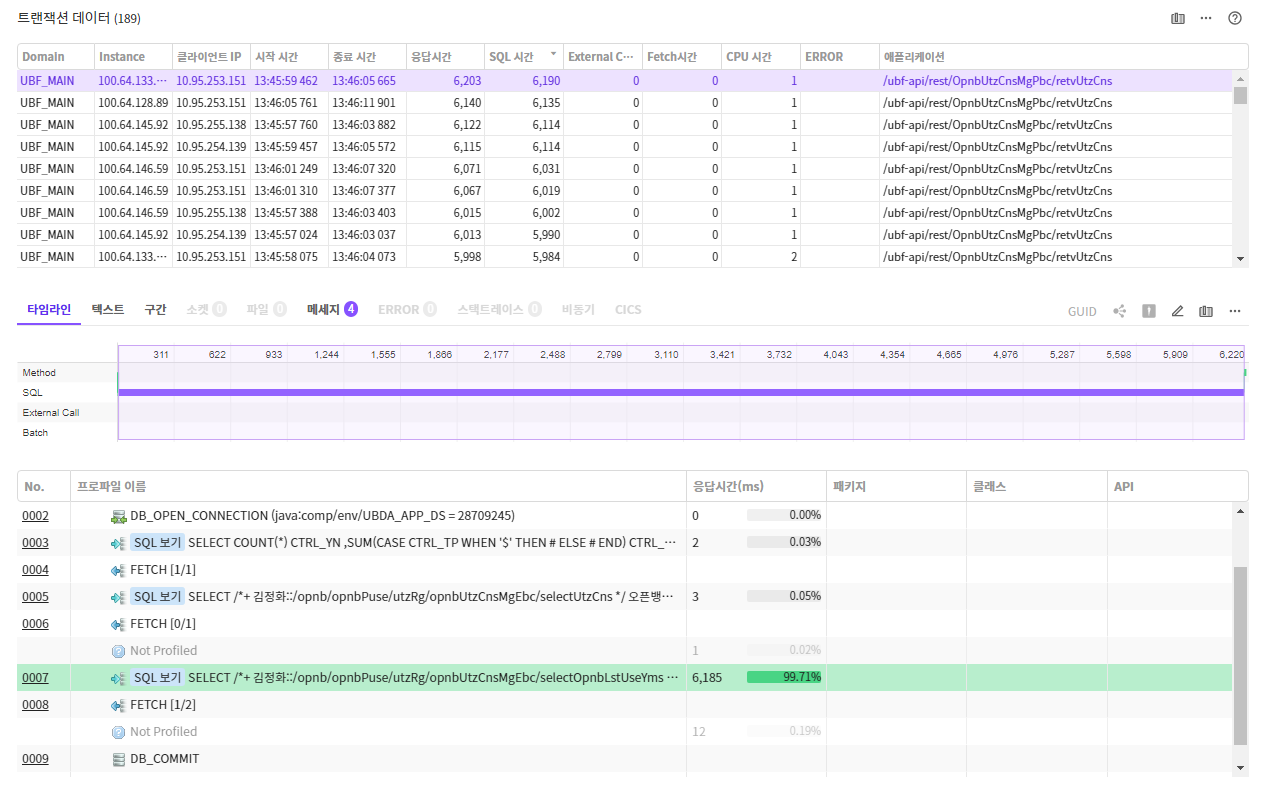 트랜잭션 데이터 (189)
Domain Instance 클라이언트 IP 시작 시간 종료 시간 응답시간 SQL 시간 External C⋯ Fetch시간 CPU 시간 ERROR 애플리케이션
UBF_MAIN 100.64.133.⋯ 10.95.253.151 13:45:59 462 13:46:05 665 6,203 6,190 0 0 1 /ubf-api/rest/OpnbUtzCnsMgPbc/retvUtzCns
UBF_MAIN 100.64.128.89 10.95.253.151 13:46:05 761 13:46:11 901 6,140 6,135 0 0 1 /ubf-api/rest/OpnbUtzCnsMgPbc/retvUtzCns
UBF_MAIN 100.64.145.92 10.95.255.138 13:45:57 760 13:46:03 882 6,122 6,114 0 0 1 /ubf-api/rest/OpnbUtzCnsMgPbc/retvUtzCns
UBF_MAIN 100.64.145.92 10.95.254.139 13:45:59 457 13:46:05 572 6,115 6,114 0 0 1 /ubf-api/rest/OpnbUtzCnsMgPbc/retvUtzCns
UBF_MAIN 100.64.146.59 10.95.253.151 13:46:01 249 13:46:07 320 6,071 6,031 0 0 1 /ubf-api/rest/OpnbUtzCnsMgPbc/retvUtzCns
UBF_MAIN 100.64.146.59 10.95.253.151 13:46:01 310 13:46:07 377 6,067 6,019 0 0 1 /ubf-api/rest/OpnbUtzCnsMgPbc/retvUtzCns
UBF_MAIN 100.64.146.59 10.95.255.138 13:45:57 388 13:46:03 403 6,015 6,002 0 0 1 /ubf-api/rest/OpnbUtzCnsMgPbc/retvUtzCns
UBF_MAIN 100.64.145.92 10.95.254.139 13:45:57 024 13:46:03 037 6,013 5,990 0 0 1 /ubf-api/rest/OpnbUtzCnsMgPbc/retvUtzCns
UBF_MAIN 100.64.133.⋯ 10.95.253.151 13:45:58 075 13:46:04 073 5,998 5,984 0 0 2 /ubf-api/rest/OpnbUtzCnsMgPbc/retvUtzCns
타임라인 텍스트 구간 소켓 0 파일 0 메세지 4 ERROR 0 스택트레이스 0 비동기 CICS GUID
311 622 933 1,244 1,555 1,866 2,177 2,488 2,799 3,110 3,421 3,732 4,043 4,354 4,665 4,976 5,287 5,598 5,909 6,220
Method
SQL
External Call
Batch
No. 프로파일 이름 응답시간(ms) 패키지 클래스 API
0002 DB_OPEN_CONNECTION (java:comp/env/UBDA_APP_DS = 28709245) 0 0.00%
0003 SQL 보기 SELECT COUNT(*) CTRL_YN ,SUM(CASE CTRL_TP WHEN '$' THEN # ELSE # END) CTRL_⋯ 2 0.03%
0004 FETCH [1/1]
0005 SQL 보기 SELECT /*+ 김정화::/opnb/opnbPuse/utzRg/opnbUtzCnsMgEbc/selectUtzCns */ 오픈뱅⋯ 3 0.05%
0006 FETCH [0/1]
Not Profiled 1 0.02%
0007 SQL 보기 SELECT /*+ 김정화::/opnb/opnbPuse/utzRg/opnbUtzCnsMgEbc/selectOpnbLstUseYms ⋯ 6,185 99.71%
0008 FETCH [1/2]
Not Profiled 12 0.19%
0009 DB_COMMIT